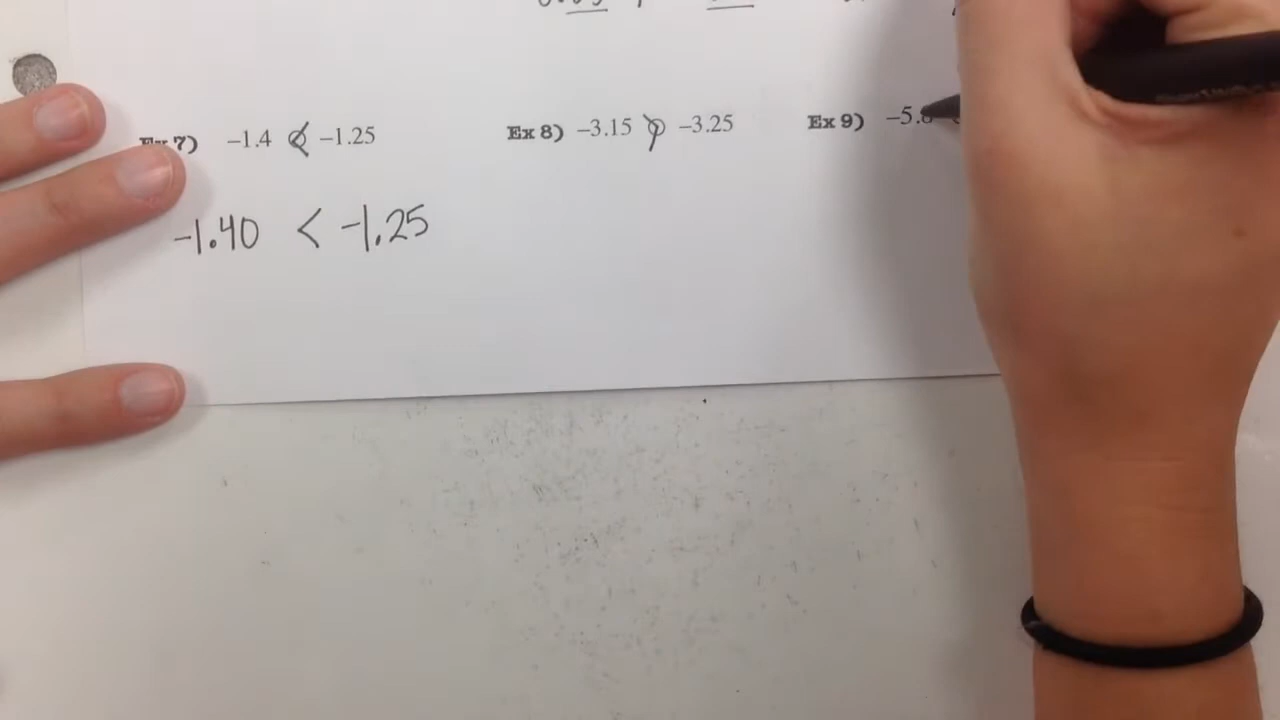 Ex 7) −1.4 < −1.25
Ex 8) −3.15 > −3.25
Ex 9)
-1.40 < -1.25